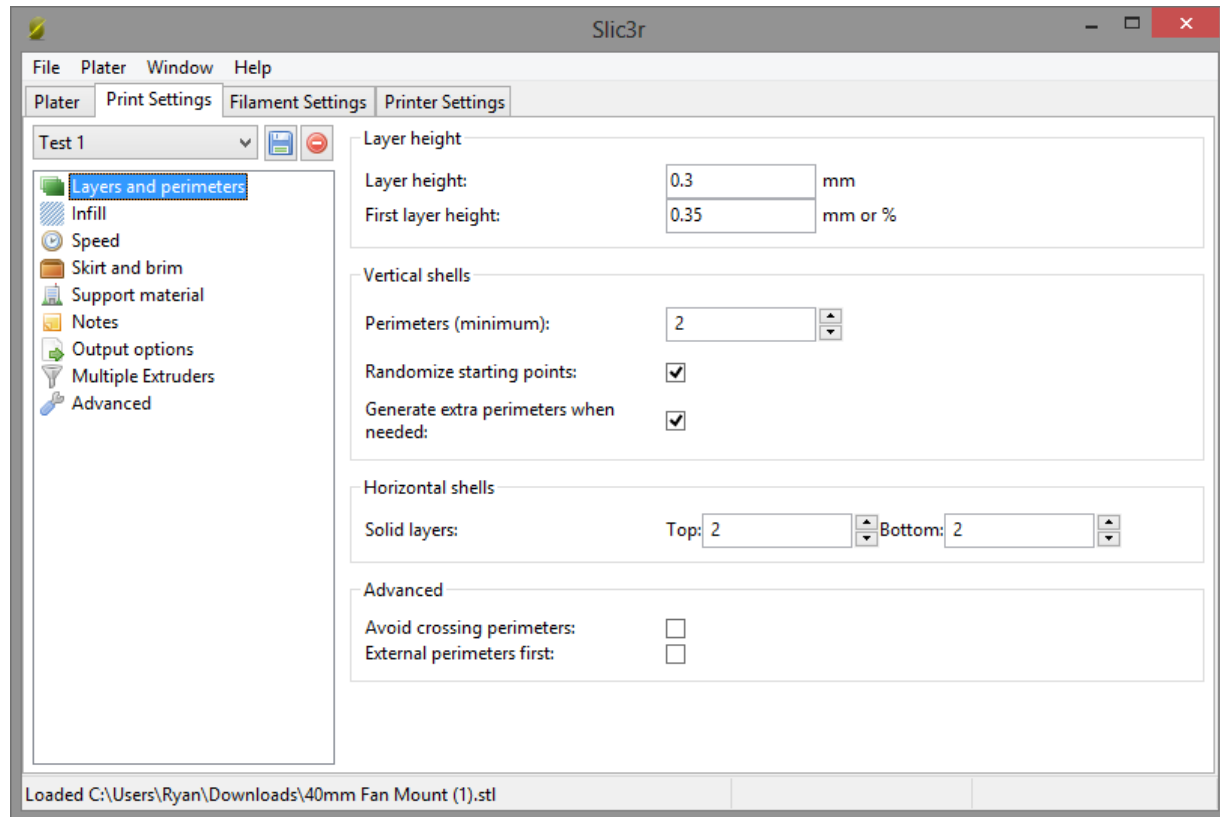 Slic3r
File Plater Window Help
Plater Print Settings Filament Settings Printer Settings
Test 1
Layers and perimeters
Infill
Speed
Skirt and brim
Support material
Notes
Output options
Multiple Extruders
Advanced
Layer height
Layer height: 0.3 mm
First layer height: 0.35 mm or %
Vertical shells
Perimeters (minimum): 2
Randomize starting points:
Generate extra perimeters when
needed:
Horizontal shells
Solid layers: Top: 2 Bottom: 2
Advanced
Avoid crossing perimeters:
External perimeters first:
Loaded C:\Users\Ryan\Downloads\40mm Fan Mount (1).stl